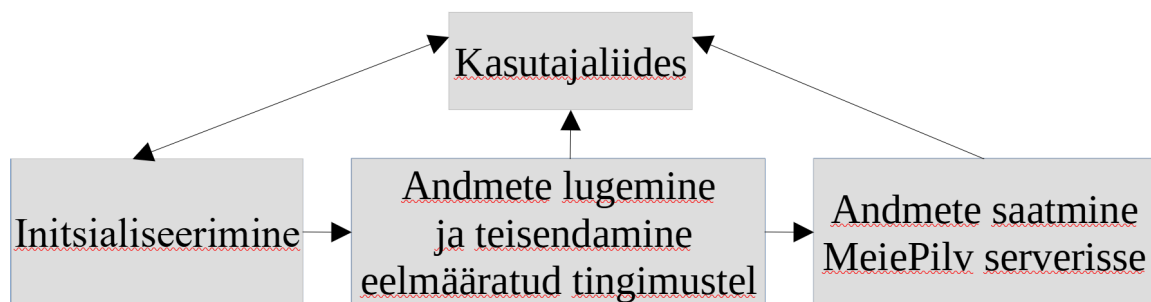 Kasutajaliides
Initsialiseerimine
Andmete lugemine
ja teisendamine
eelmääratud tingimustel
Andmete saatmine
MeiePilv serverisse